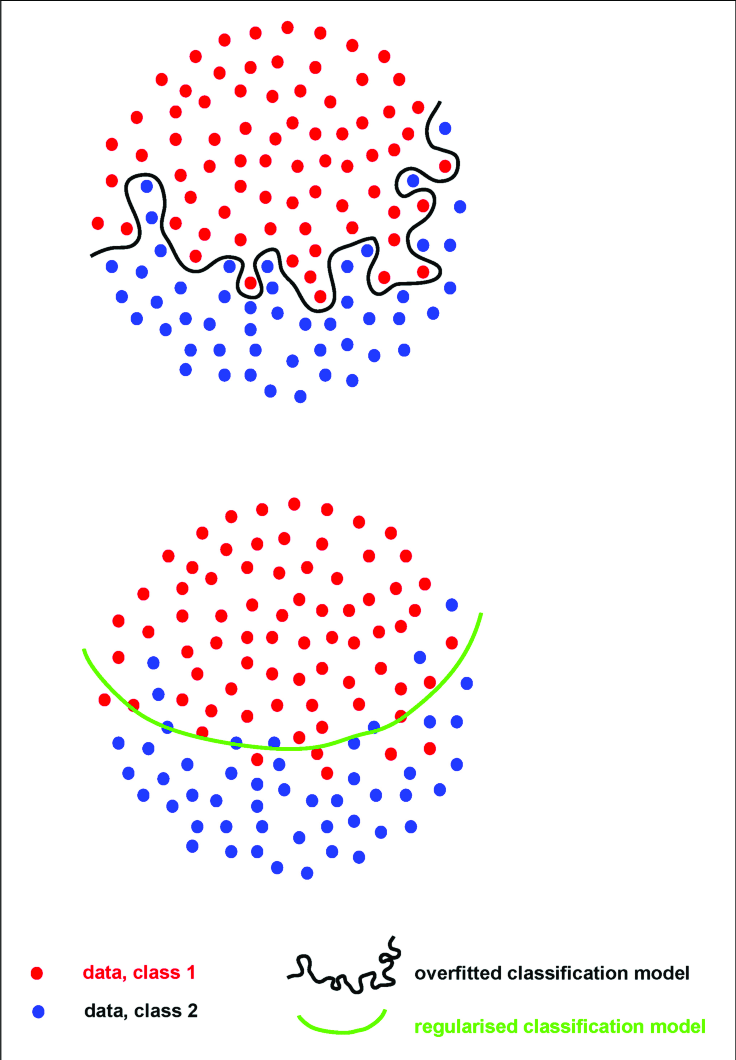 data, class 1
overfitted classification model
data, class 2
regularised classification model